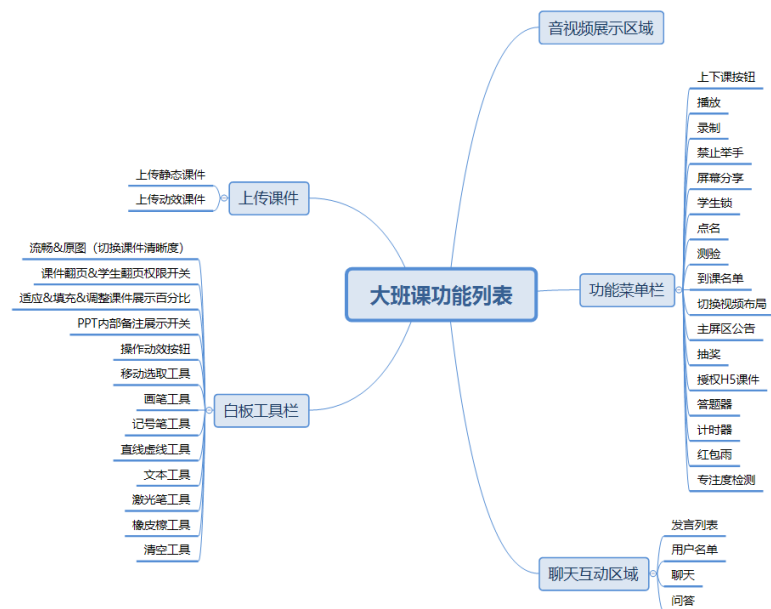 音视频展示区域
上下课按钮
播放
录制
禁止举手
屏幕分享
学生锁
点名
测验
到课名单
切换视频布局
主屏区公告
抽奖
授权H5课件
答题器
计时器
红包雨
专注度检测
功能菜单栏
上传静态课件
上传动效课件
上传课件
大班课功能列表
流畅&原图（切换课件清晰度）
课件翻页&学生翻页权限开关
适应&填充&调整课件展示百分比
PPT内部备注展示开关
操作动效按钮
移动选取工具
画笔工具
记号笔工具
直线虚线工具
文本工具
激光笔工具
橡皮檫工具
清空工具
白板工具栏
聊天互动区域
发言列表
用户名单
聊天
问答